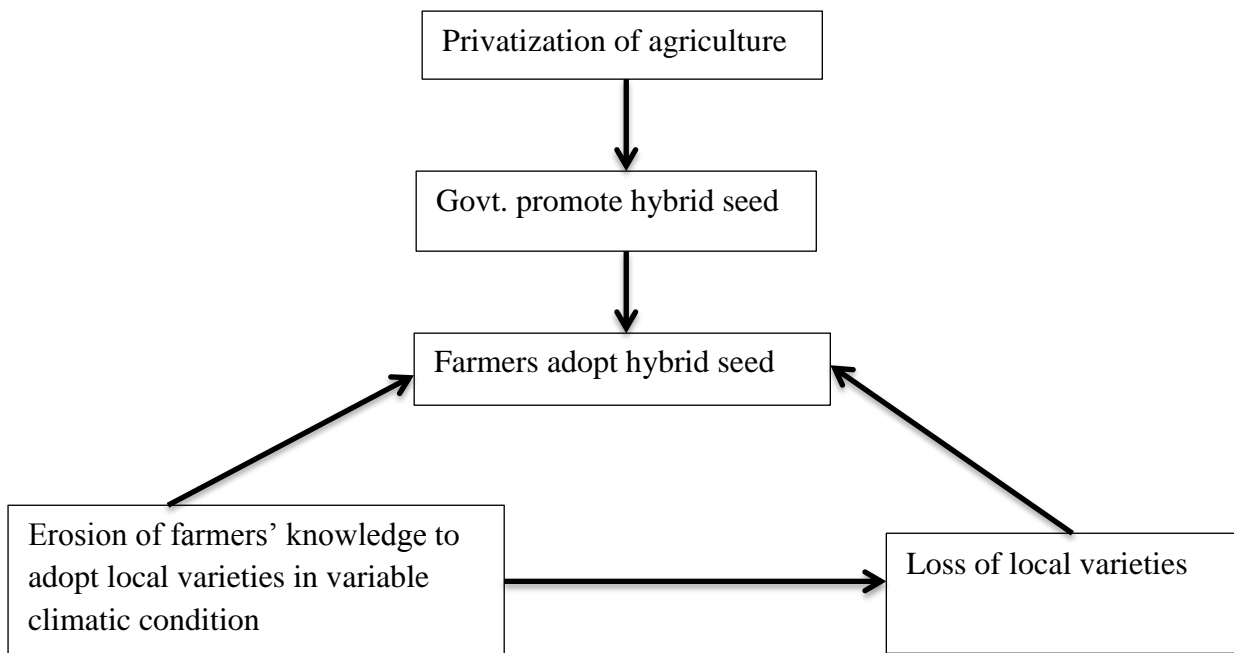 Privatization of agriculture
Govt. promote hybrid seed
Farmers adopt hybrid seed
Erosion of farmers’ knowledge to
adopt local varieties in variable
climatic condition
Loss of local varieties